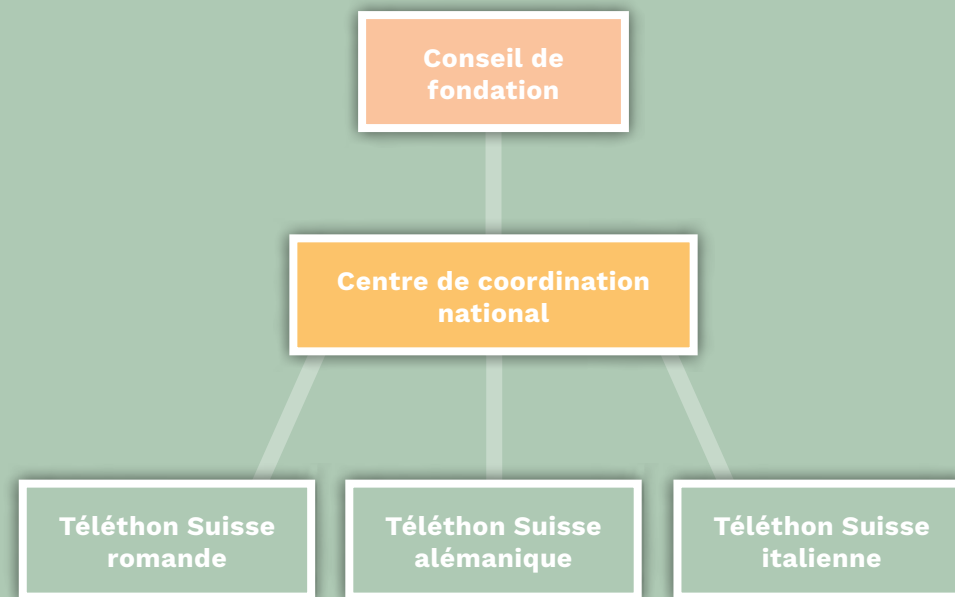 Conseil de
fondation
Centre de coordination
national
Téléthon Suisse
romande
Téléthon Suisse
alémanique
Téléthon Suisse
italienne